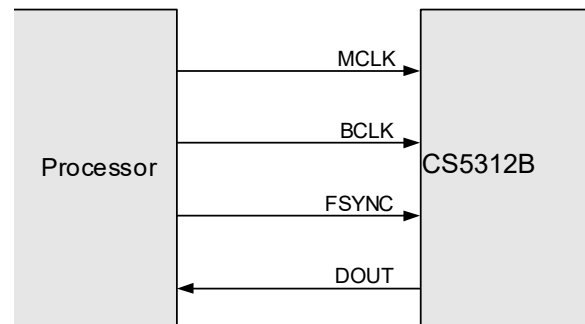 MCLK
BCLK
Processor
CS5312B
FSYNC
DOUT